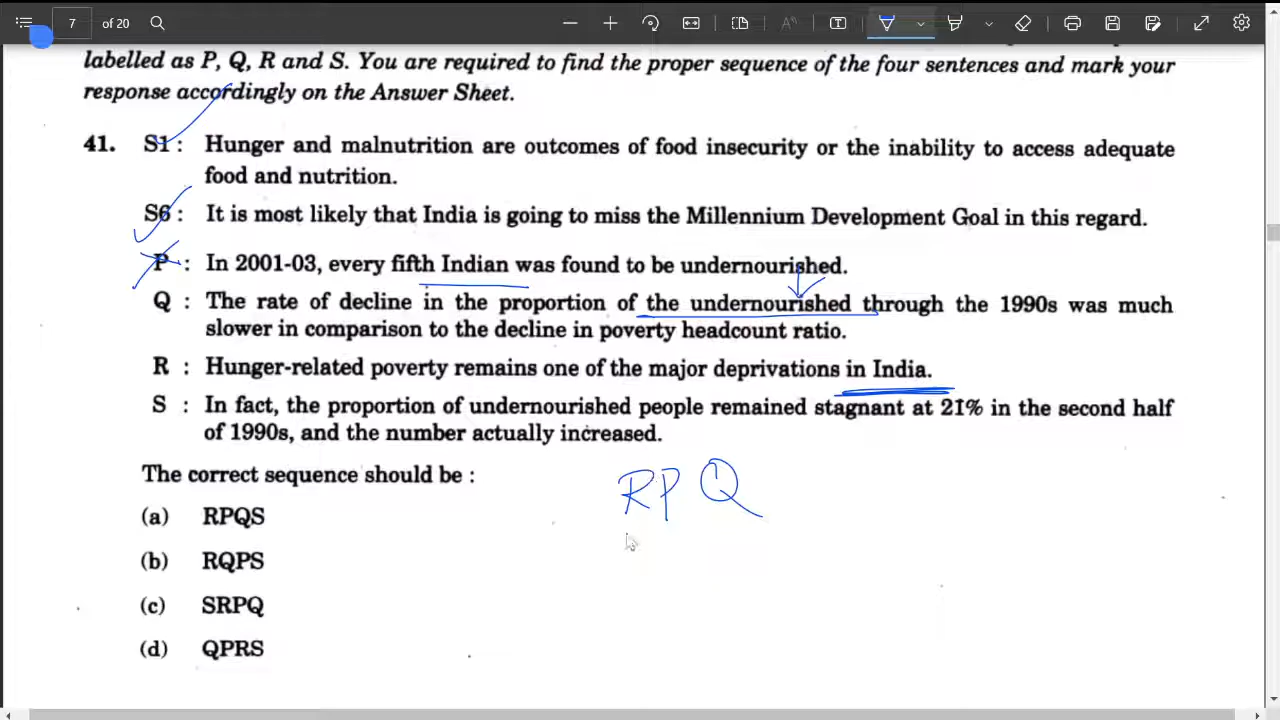 7 of 20
labelled as P, Q, R and S. You are required to find the proper sequence of the four sentences and mark your
response accordingly on the Answer Sheet.
41. S1 : Hunger and malnutrition are outcomes of food insecurity or the inability to access adequate
food and nutrition.
S6 : It is most likely that India is going to miss the Millennium Development Goal in this regard.
P : In 2001-03, every fifth Indian was found to be undernourished.
Q : The rate of decline in the proportion of the undernourished through the 1990s was much
slower in comparison to the decline in poverty headcount ratio.
R : Hunger-related poverty remains one of the major deprivations in India.
S : In fact, the proportion of undernourished people remained stagnant at 21% in the second half
of 1990s, and the number actually increased.
The correct sequence should be :
RPQ
(a) RPQS
(b) RQPS
(c) SRPQ
(d) QPRS